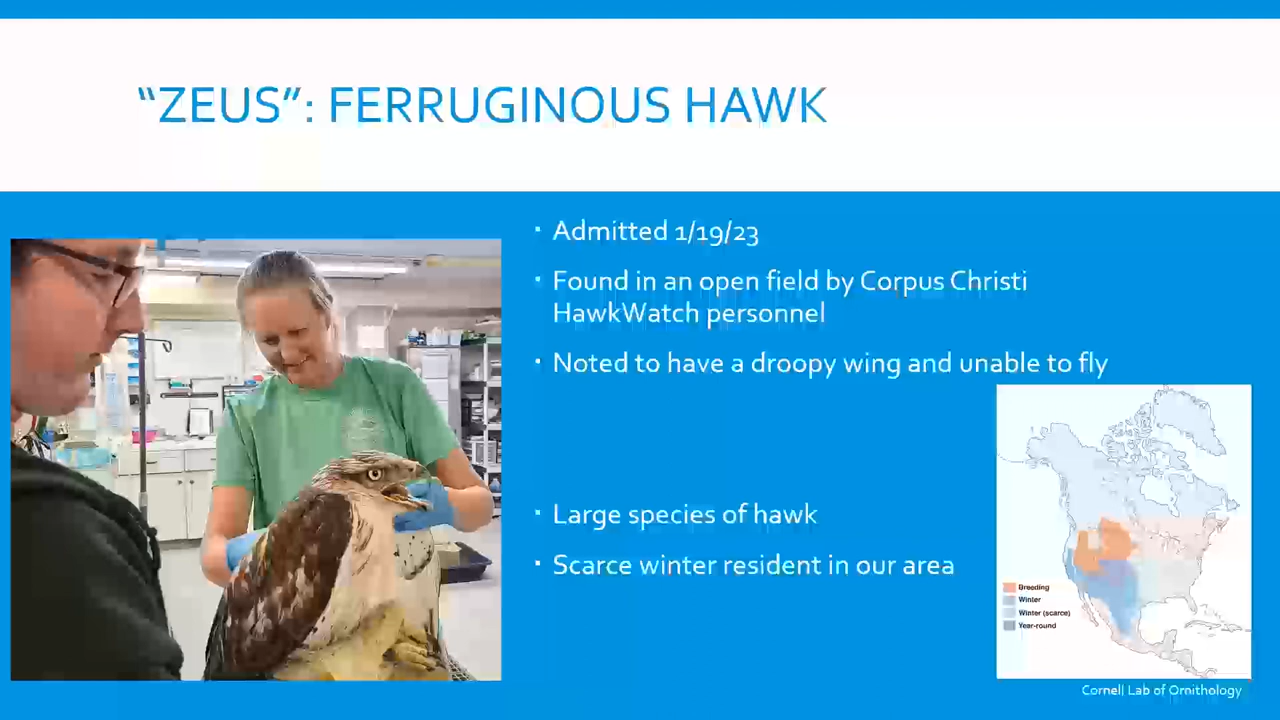 “ZEUS”: FERRUGINOUS HAWK
▪ Admitted 1/19/23
▪ Found in an open field by Corpus Christi
HawkWatch personnel
▪ Noted to have a droopy wing and unable to fly
▪ Large species of hawk
▪ Scarce winter resident in our area
Breeding
Winter
Winter (scarce)
Year-round
Cornell Lab of Ornithology